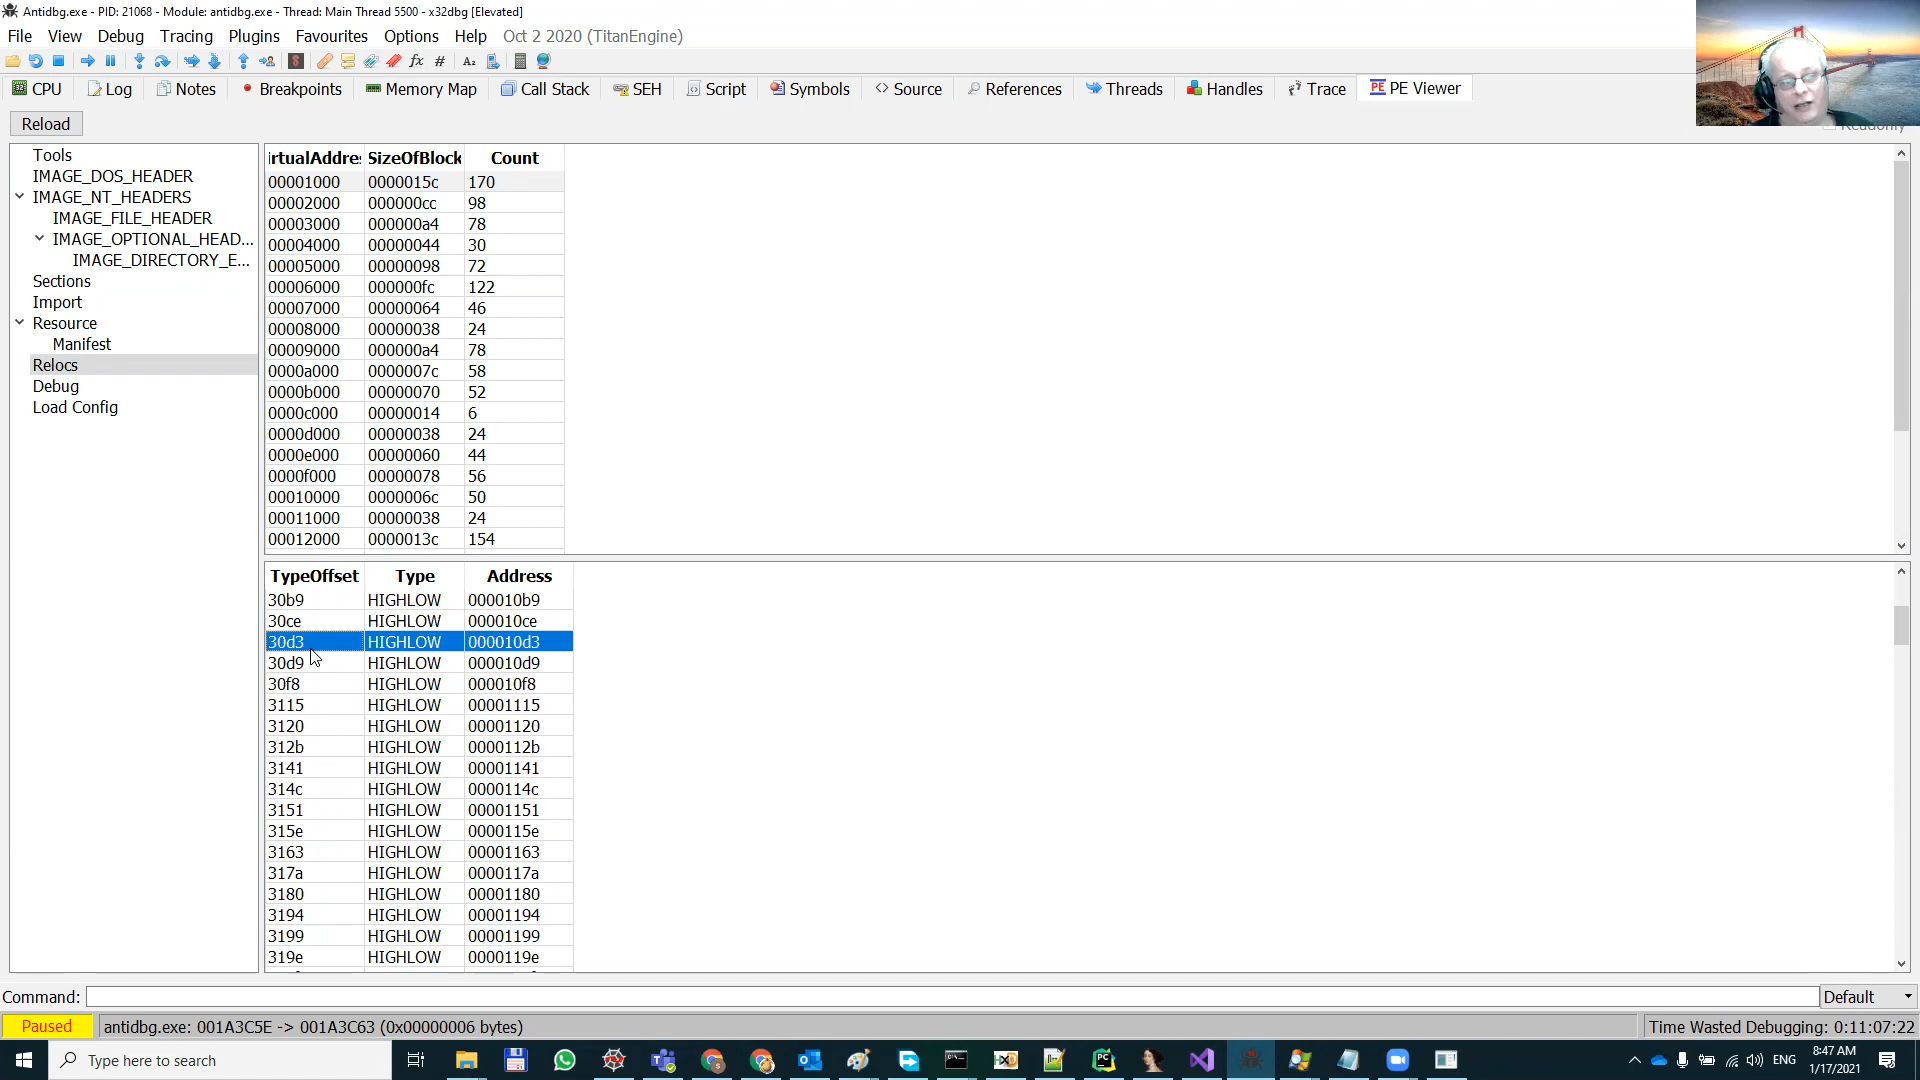 Antidbg.exe - PID: 21068 - Module: antidbg.exe - Thread: Main Thread 5500 - x32dbg [Elevated]
File View Debug Tracing Plugins Favourites Options Help Oct 2 2020 (TitanEngine)
CPU Log Notes Breakpoints Memory Map Call Stack SEH Script Symbols Source References Threads Handles Trace PE PE Viewer
Reload
Readonly
Tools
IMAGE_DOS_HEADER
IMAGE_NT_HEADERS
IMAGE_FILE_HEADER
IMAGE_OPTIONAL_HEAD...
IMAGE_DIRECTORY_E...
Sections
Import
Resource
Manifest
Relocs
Debug
Load Config
irtualAddres SizeOfBlock Count
00001000 0000015c 170
00002000 000000cc 98
00003000 000000a4 78
00004000 00000044 30
00005000 00000098 72
00006000 000000fc 122
00007000 00000064 46
00008000 00000038 24
00009000 000000a4 78
0000a000 0000007c 58
0000b000 00000070 52
0000c000 00000014 6
0000d000 00000038 24
0000e000 00000060 44
0000f000 00000078 56
00010000 0000006c 50
00011000 00000038 24
00012000 0000013c 154
TypeOffset Type Address
30b9 HIGHLOW 000010b9
30ce HIGHLOW 000010ce
30d3 HIGHLOW 000010d3
30d9 HIGHLOW 000010d9
30f8 HIGHLOW 000010f8
3115 HIGHLOW 00001115
3120 HIGHLOW 00001120
312b HIGHLOW 0000112b
3141 HIGHLOW 00001141
314c HIGHLOW 0000114c
3151 HIGHLOW 00001151
315e HIGHLOW 0000115e
3163 HIGHLOW 00001163
317a HIGHLOW 0000117a
3180 HIGHLOW 00001180
3194 HIGHLOW 00001194
3199 HIGHLOW 00001199
319e HIGHLOW 0000119e
Command: Default
Paused antidbg.exe: 001A3C5E -> 001A3C63 (0x00000006 bytes) Time Wasted Debugging: 0:11:07:22
Type here to search ENG 8:47 AM
1/17/2021